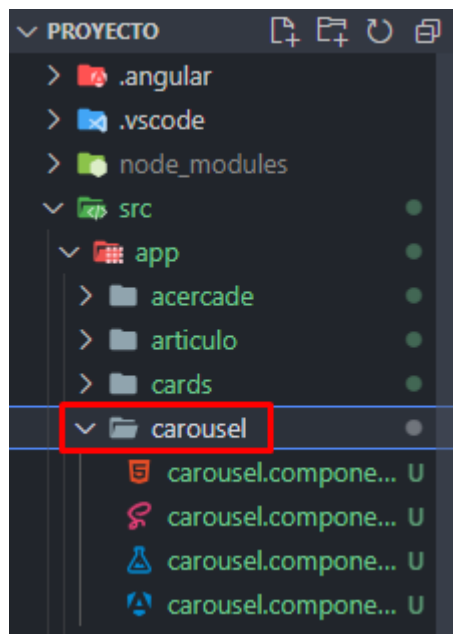 PROYECTO
.angular
.vscode
node_modules
src
app
acercade
articulo
cards
carousel
carousel.compone... U
carousel.compone... U
carousel.compone... U
carousel.compone... U